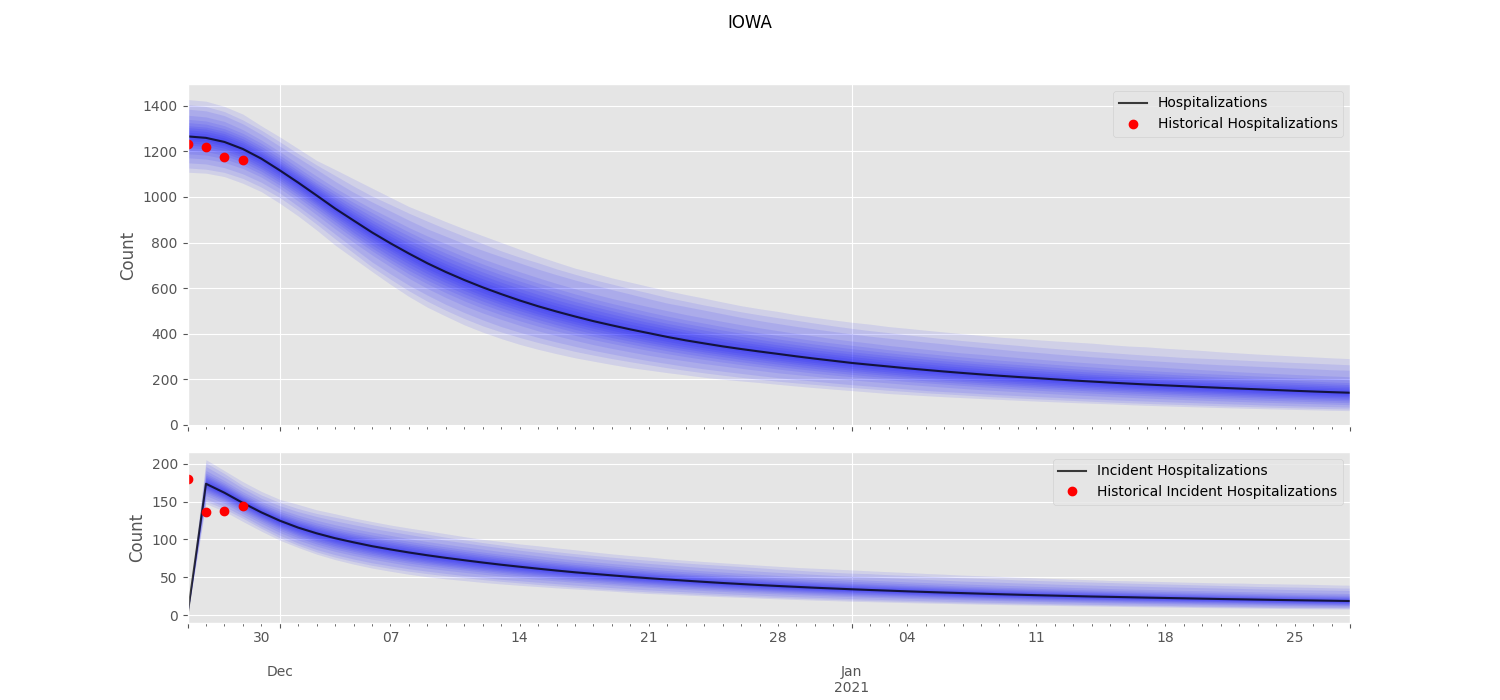 IOWA
1400
1200
1000
800
600
400
200
0
Count
Hospitalizations
Historical Hospitalizations
200
150
100
50
0
Count
Incident Hospitalizations
Historical Incident Hospitalizations
30 07 14 21 28 04 11 18 25
Dec Jan
2021